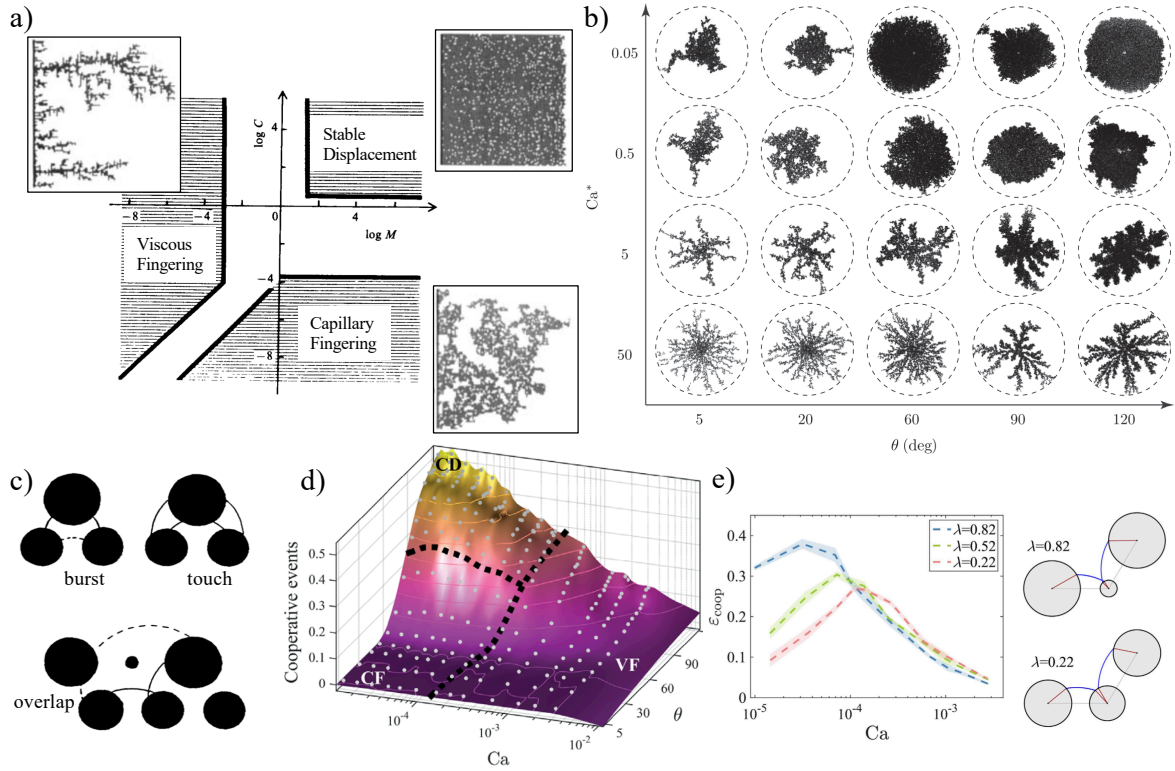 a)
log C
4
Stable
Displacement
−8
−4
0
4
log M
Viscous
Fingering
−4
Capillary
Fingering
−8
b)
Ca*
0.05
0.5
5
50
5
20
60
90
120
θ (deg)
c)
burst
touch
overlap
d)
CD
Cooperative events
0.5
0.4
0.3
0.2
0.1
0
CF
VF
10⁻⁴
10⁻³
10⁻²
Ca
5
30
60
90
θ
e)
ε_coop
0.4
0.3
0.2
0.1
0
10⁻⁵
10⁻⁴
10⁻³
Ca
λ=0.82
λ=0.52
λ=0.22
λ=0.82
λ=0.22